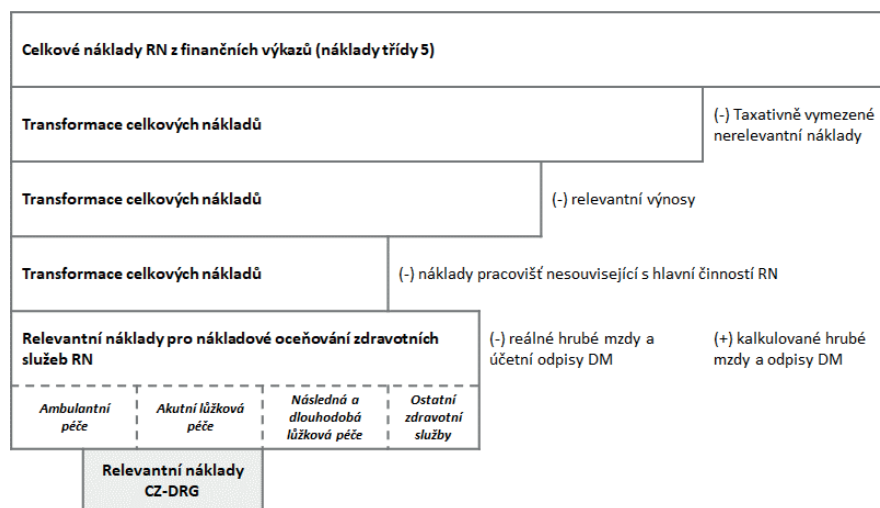 Celkové náklady RN z finančních výkazů (náklady třídy 5)
Transformace celkových nákladů
(-) Taxativně vymezené
nerelevantní náklady
Transformace celkových nákladů
(-) relevantní výnosy
Transformace celkových nákladů
(-) náklady pracovišť nesouvisející s hlavní činností RN
Relevantní náklady pro nákladové oceňování zdravotních
služeb RN
(-) reálné hrubé mzdy a
účetní odpisy DM
(+) kalkulované hrubé
mzdy a odpisy DM
Ambulantní
péče
Akutní lůžková
péče
Následná a
dlouhodobá
lůžková péče
Ostatní
zdravotní
služby
Relevantní náklady
CZ-DRG